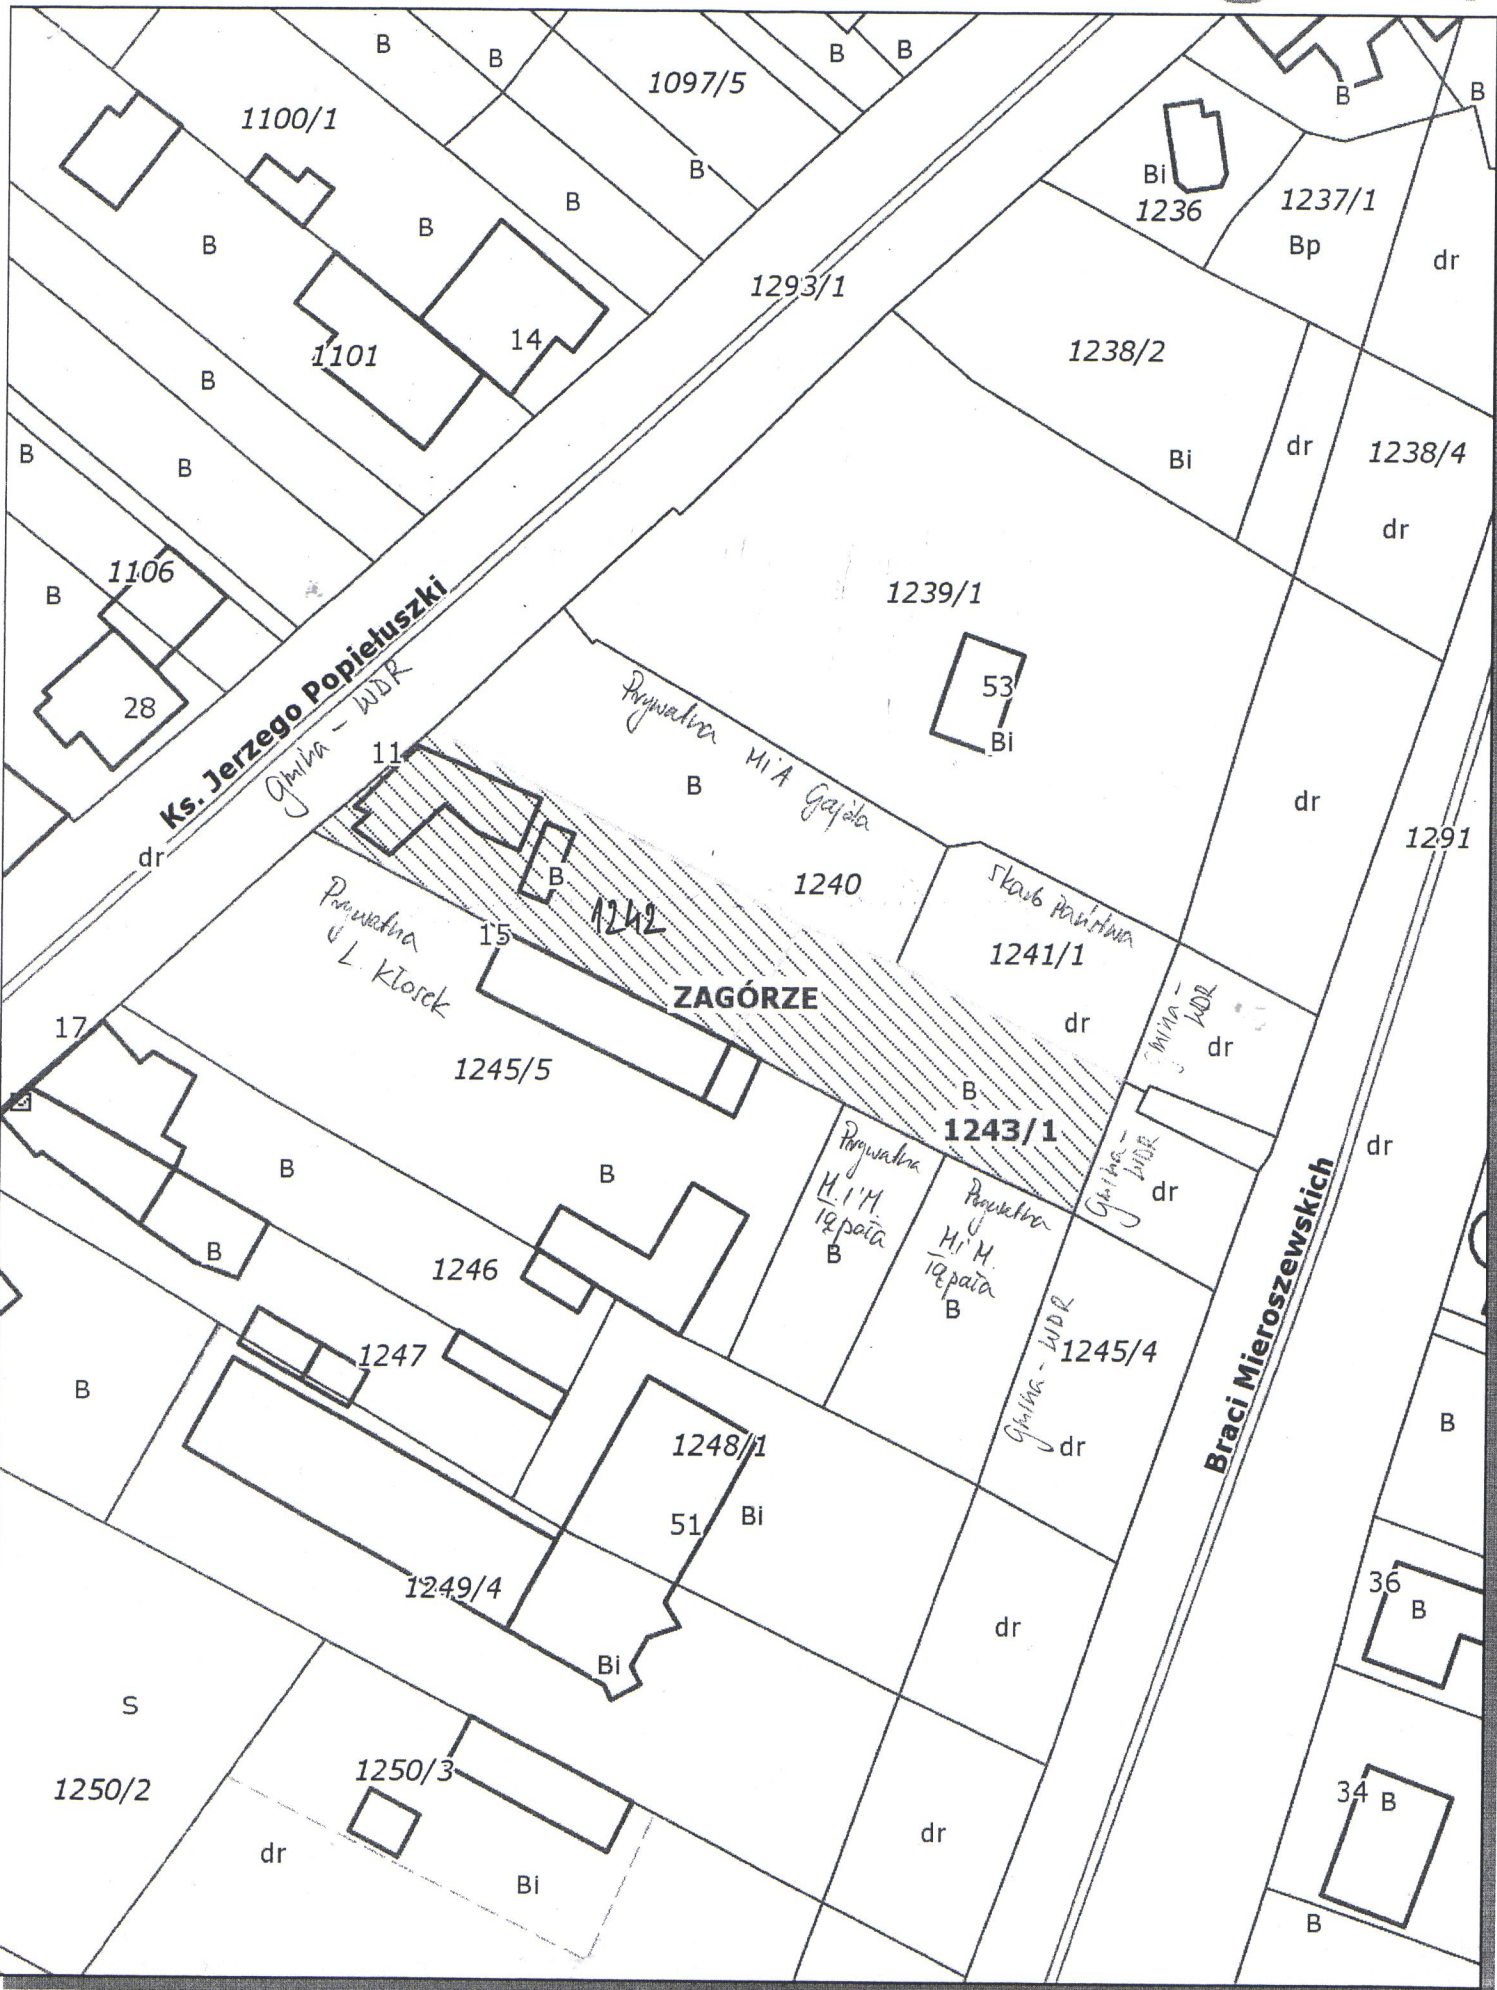 B
B
B
B
1097/5
1100/1
B
B
B
B
B
B
Bi
1236
1237/1
Bp
dr
1293/1
14
1101
B
1238/2
Bi
dr
1238/4
dr
B
B
1106
B
28
Ks. Jerzego Popiełuszki
gmina - WDR
dr
1239/1
53
Bi
dr
1291
Prywatna M i A Gajda
B
11
1240
B
1242
15
Prywatna
L. Kłosek
Skarb Państwa
1241/1
dr
ZAGÓRZE
gmina -
WDR
dr
17
1245/5
B
1243/1
dr
Gmina -
WDR
dr
Prywatna
M. i M.
Tąpała
B
Prywatna
M i M.
Tąpała
B
B
B
B
1246
1247
Gmina - WDR
1245/4
dr
Braci Mieroszewskich
B
B
1248/1
51
Bi
1249/4
Bi
dr
36
B
S
1250/2
1250/3
dr
Bi
dr
34
B
B